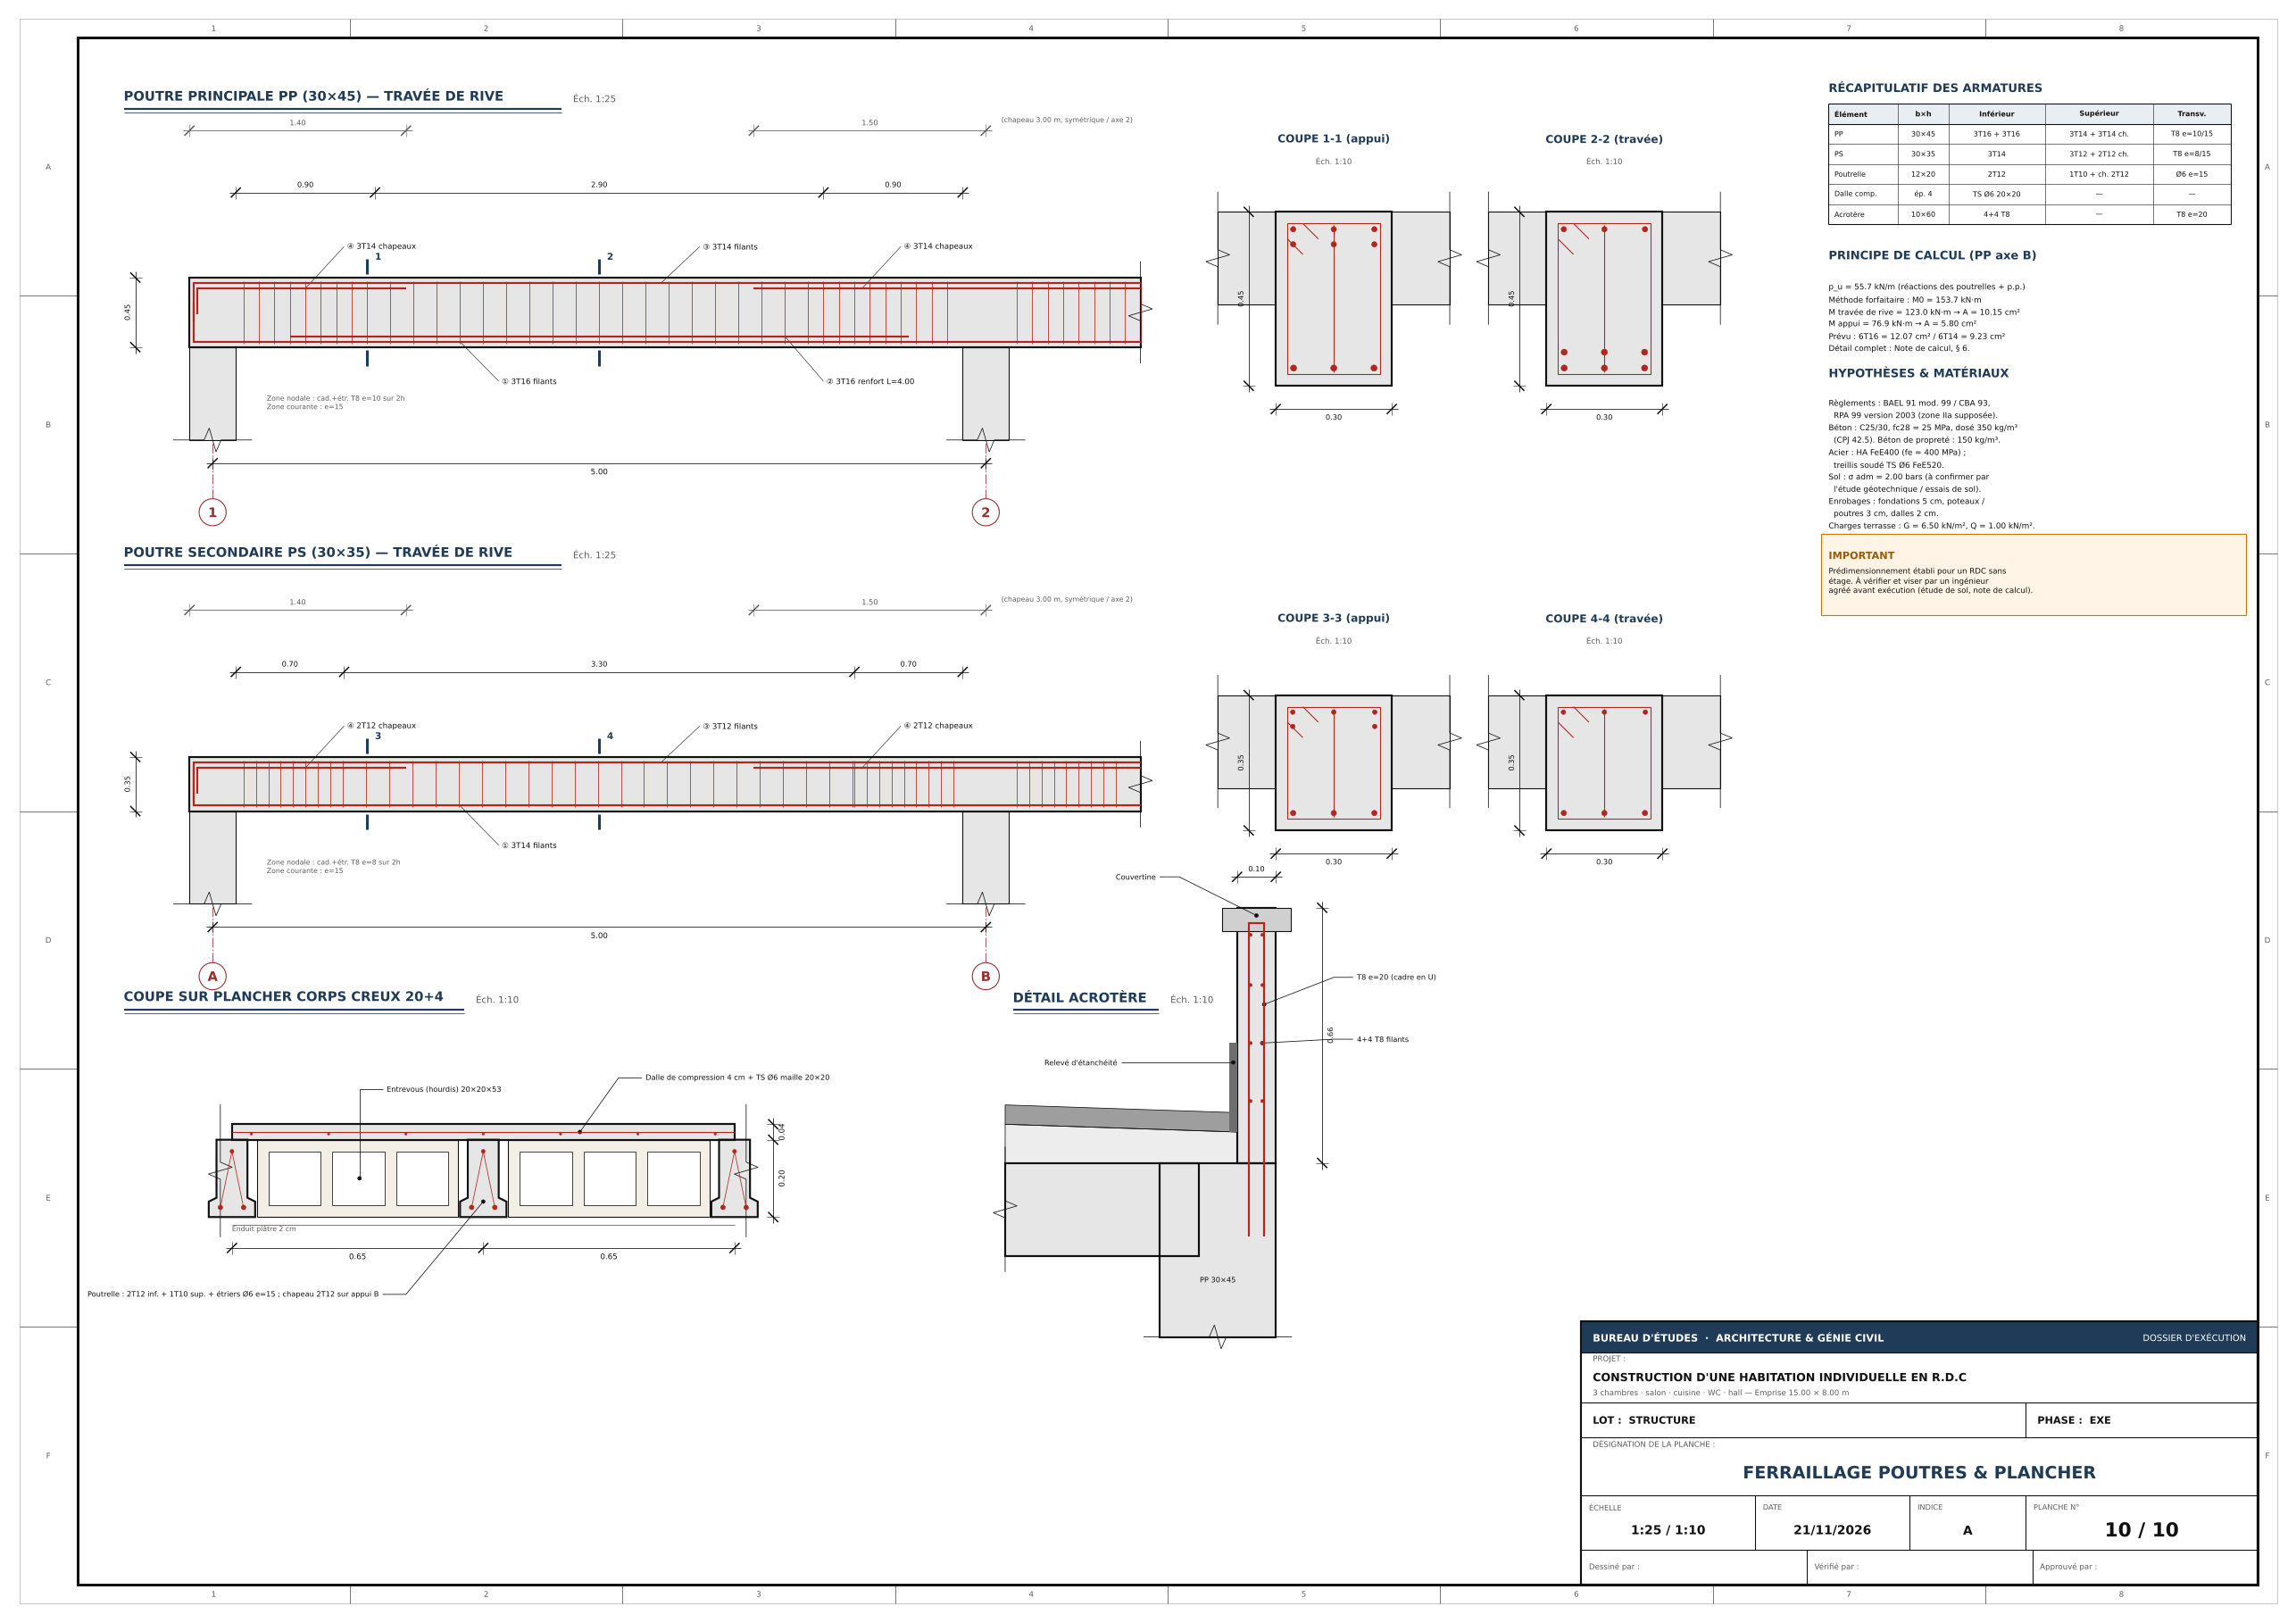 1 2 3 4 5 6 7 8
A
B
C
D
E
F
A
B
C
D
E
F
POUTRE PRINCIPALE PP (30×45) — TRAVÉE DE RIVE
Éch. 1:25
1.40
1.50
(chapeau 3.00 m, symétrique / axe 2)
0.90
2.90
0.90
④ 3T14 chapeaux
③ 3T14 filants
④ 3T14 chapeaux
1
2
0.45
① 3T16 filants
② 3T16 renfort L=4.00
Zone nodale : cad.+étr. T8 e=10 sur 2h
Zone courante : e=15
5.00
1
2
COUPE 1-1 (appui)
Éch. 1:10
0.45
0.30
COUPE 2-2 (travée)
Éch. 1:10
0.45
0.30
POUTRE SECONDAIRE PS (30×35) — TRAVÉE DE RIVE
Éch. 1:25
1.40
1.50
(chapeau 3.00 m, symétrique / axe 2)
0.70
3.30
0.70
④ 2T12 chapeaux
③ 3T12 filants
④ 2T12 chapeaux
3
4
0.35
① 3T14 filants
Zone nodale : cad.+étr. T8 e=8 sur 2h
Zone courante : e=15
5.00
A
B
COUPE 3-3 (appui)
Éch. 1:10
0.35
0.30
COUPE 4-4 (travée)
Éch. 1:10
0.35
0.30
COUPE SUR PLANCHER CORPS CREUX 20+4
Éch. 1:10
Entrevous (hourdis) 20×20×53
Dalle de compression 4 cm + TS Ø6 maille 20×20
0.04
0.20
Enduit plâtre 2 cm
0.65
0.65
Poutrelle : 2T12 inf. + 1T10 sup. + étriers Ø6 e=15 ; chapeau 2T12 sur appui B
DÉTAIL ACROTÈRE
Éch. 1:10
Couvertine
0.10
T8 e=20 (cadre en U)
0.66
4+4 T8 filants
Relevé d'étanchéité
PP 30×45
RÉCAPITULATIF DES ARMATURES
Élément b×h Inférieur Supérieur Transv.
PP 30×45 3T16 + 3T16 3T14 + 3T14 ch. T8 e=10/15
PS 30×35 3T14 3T12 + 2T12 ch. T8 e=8/15
Poutrelle 12×20 2T12 1T10 + ch. 2T12 Ø6 e=15
Dalle comp. ép. 4 TS Ø6 20×20 — —
Acrotère 10×60 4+4 T8 — T8 e=20
PRINCIPE DE CALCUL (PP axe B)
p_u = 55.7 kN/m (réactions des poutrelles + p.p.)
Méthode forfaitaire : M0 = 153.7 kN·m
M travée de rive = 123.0 kN·m → A = 10.15 cm²
M appui = 76.9 kN·m → A = 5.80 cm²
Prévu : 6T16 = 12.07 cm² / 6T14 = 9.23 cm²
Détail complet : Note de calcul, § 6.
HYPOTHÈSES & MATÉRIAUX
Règlements : BAEL 91 mod. 99 / CBA 93,
RPA 99 version 2003 (zone IIa supposée).
Béton : C25/30, fc28 = 25 MPa, dosé 350 kg/m³
(CPJ 42.5). Béton de propreté : 150 kg/m³.
Acier : HA FeE400 (fe = 400 MPa) ;
treillis soudé TS Ø6 FeE520.
Sol : σ adm = 2.00 bars (à confirmer par
l'étude géotechnique / essais de sol).
Enrobages : fondations 5 cm, poteaux /
poutres 3 cm, dalles 2 cm.
Charges terrasse : G = 6.50 kN/m², Q = 1.00 kN/m².
IMPORTANT
Prédimensionnement établi pour un RDC sans
étage. À vérifier et viser par un ingénieur
agréé avant exécution (étude de sol, note de calcul).
BUREAU D'ÉTUDES · ARCHITECTURE & GÉNIE CIVIL
DOSSIER D'EXÉCUTION
PROJET :
CONSTRUCTION D'UNE HABITATION INDIVIDUELLE EN R.D.C
3 chambres · salon · cuisine · WC · hall — Emprise 15.00 × 8.00 m
LOT : STRUCTURE
PHASE : EXE
DÉSIGNATION DE LA PLANCHE :
FERRAILLAGE POUTRES & PLANCHER
ÉCHELLE
1:25 / 1:10
DATE
21/11/2026
INDICE
A
PLANCHE N°
10 / 10
Dessiné par :
Vérifié par :
Approuvé par :
1 2 3 4 5 6 7 8